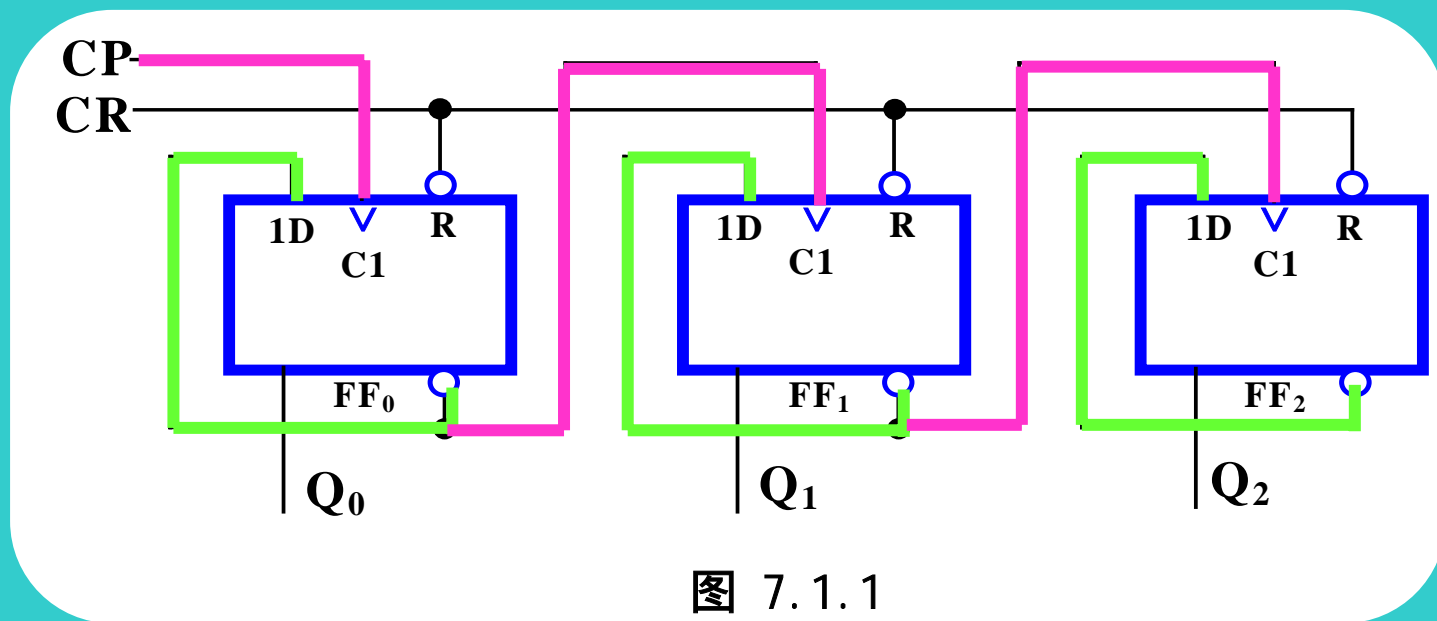 CP
CR
1D C1 R 1D C1 R 1D C1 R
FF₀ FF₁ FF₂
Q₀ Q₁ Q₂
图 7.1.1